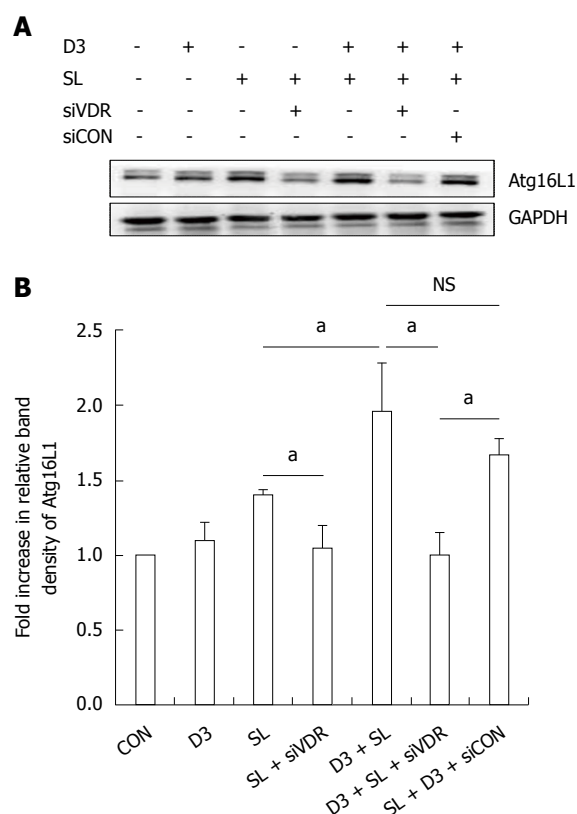 A
D3 - + - - + + +
SL - - + + + + +
siVDR - - - + - + -
siCON - - - - - - +
Atg16L1
GAPDH
B
NS
a a
a
a
2.5
2.0
1.5
1.0
0.5
0.0
Fold increase in relative band
density of Atg16L1
CON
D3
SL
SL + siVDR
D3 + SL
D3 + SL + siVDR
SL + D3 + siCON